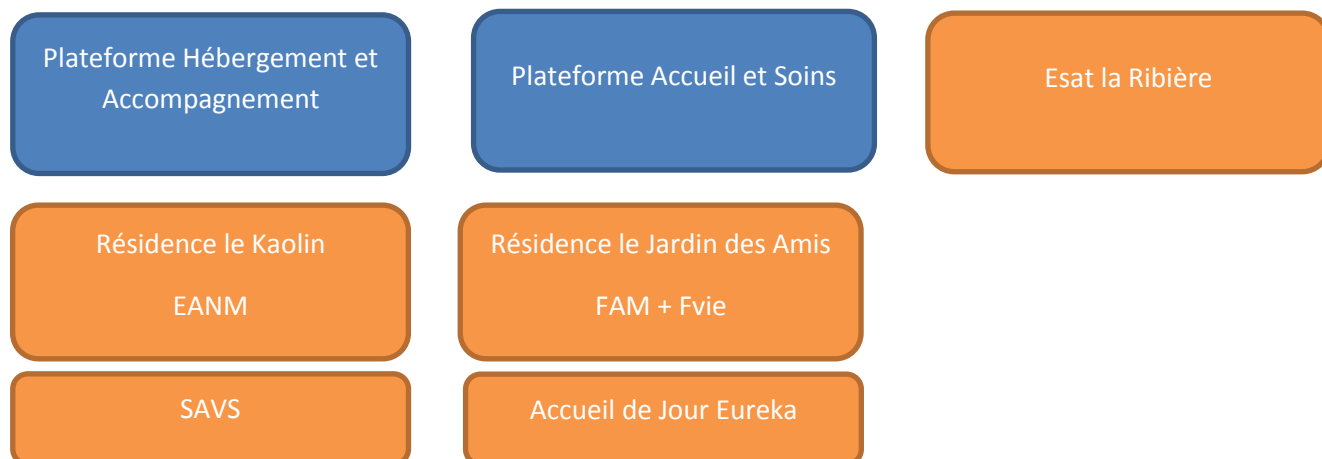 Plateforme Hébergement et
Accompagnement
Plateforme Accueil et Soins
Esat la Ribière
Résidence le Kaolin
EANM
Résidence le Jardin des Amis
FAM + Fvie
SAVS
Accueil de Jour Eureka